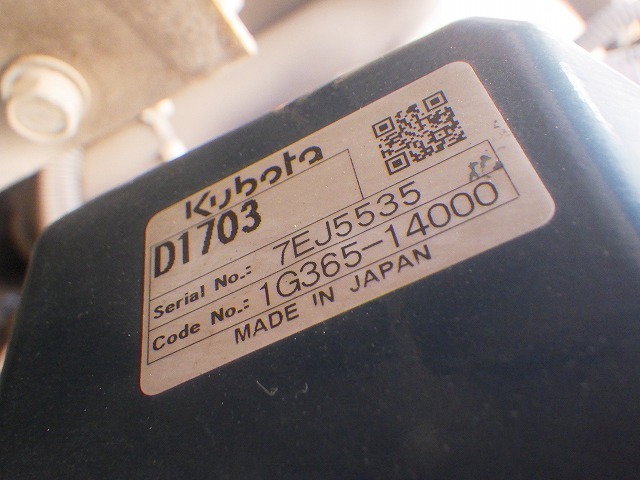 Kubota
D1703
Serial No.: 7EJ5535
Code No.: 1G365-14000
MADE IN JAPAN